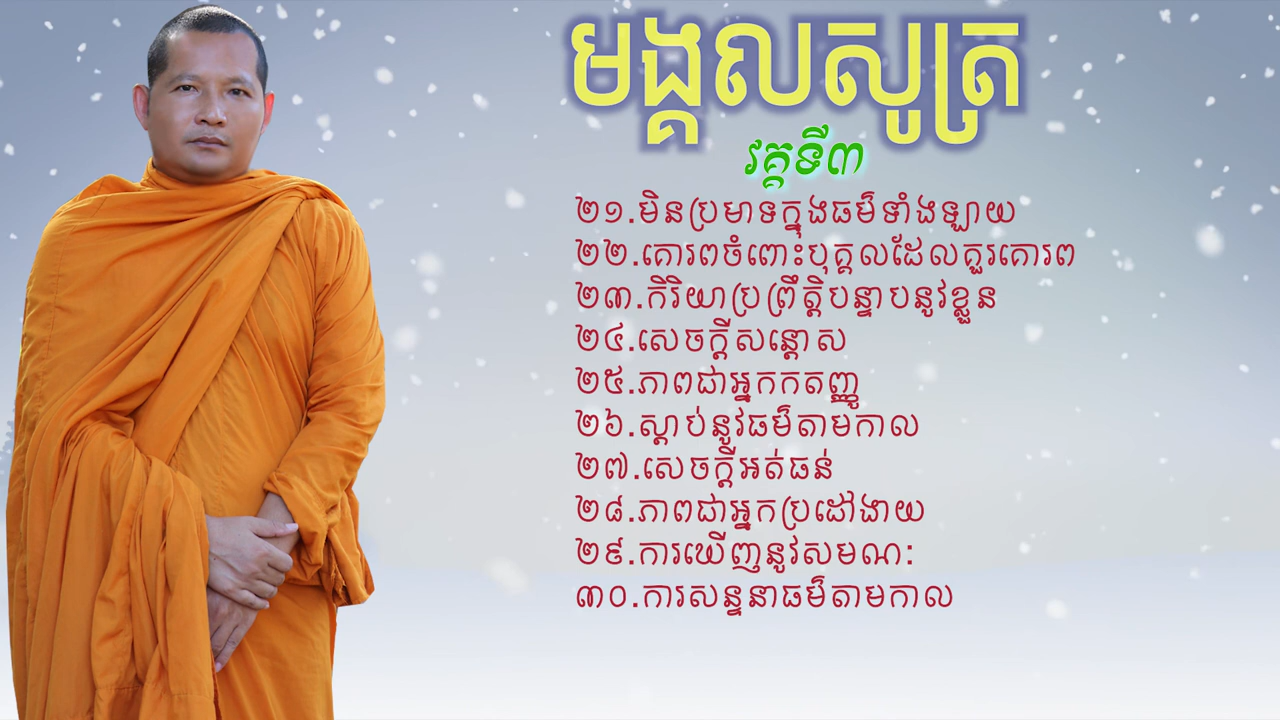 មង្គលសូត្រ
វគ្គទី៣
២១.មិនប្រមាទក្នុងធម៌ទាំងឡាយ
២២.គោរពចំពោះបុគ្គលដែលគួរគោរព
២៣.កិរិយាប្រព្រឹត្តិបន្ទាបនូវខ្លួន
២៤.សេចក្ដីសន្តោស
២៥.ភាពជាអ្នកកតញ្ញូ
២៦.ស្ដាប់នូវធម៌តាមកាល
២៧.សេចក្ដីអត់ធន់
២៨.ភាពជាអ្នកប្រដៅងាយ
២៩.ការឃើញនូវសមណៈ
៣០.ការសន្ទនាធម៌តាមកាល